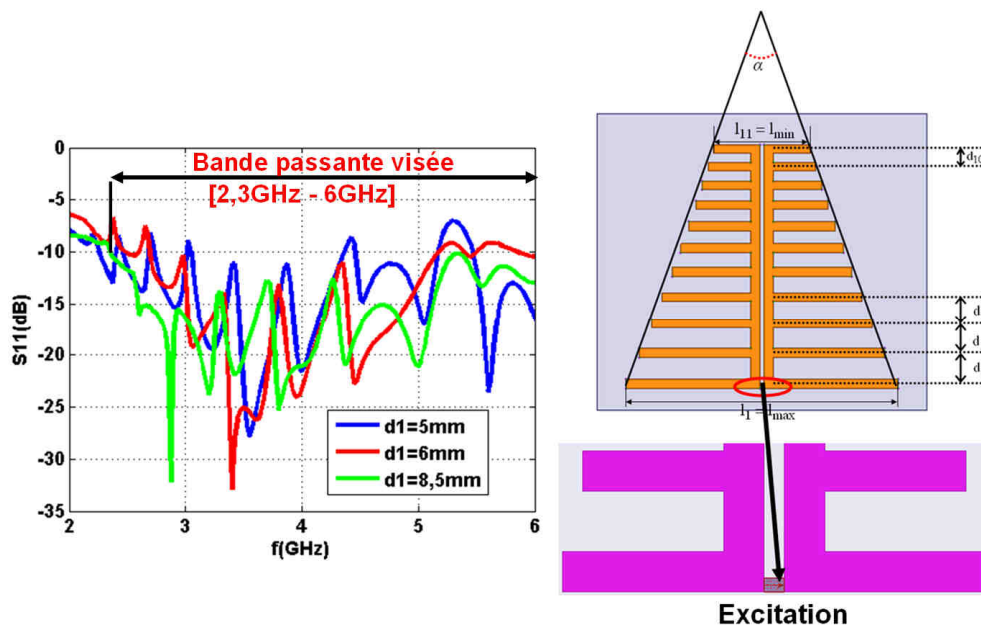 0
-5
-10
-15
-20
-25
-30
-35
2
3
4
5
6
S11(dB)
f(GHz)
Bande passante visée
[2,3GHz - 6GHz]
d1=5mm
d1=6mm
d1=8,5mm
α
l11 = lmin
d10
d
d
d
l1 = lmax
Excitation